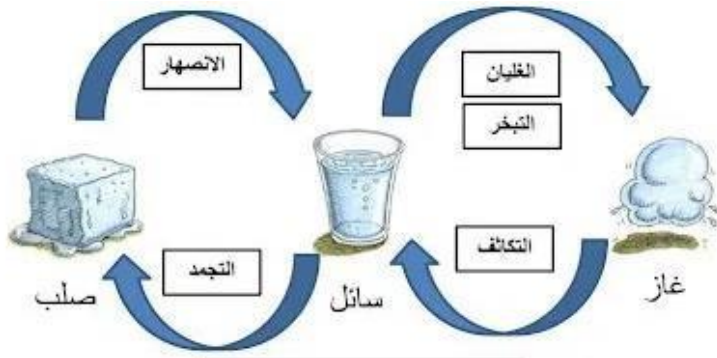 الانصهار
الغليان
التبخر
التكاثف
التجمد
صلب
سائل
غاز